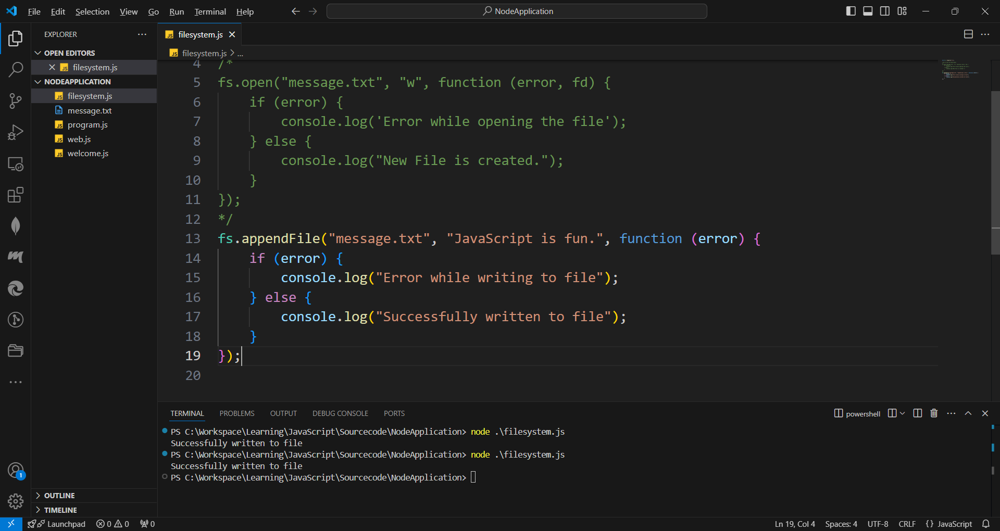 File Edit Selection View Go Run Terminal Help
NodeApplication
EXPLORER
OPEN EDITORS
filesystem.js
NODEAPPLICATION
filesystem.js
message.txt
program.js
web.js
welcome.js
OUTLINE
TIMELINE
filesystem.js
filesystem.js > ...
4 /*
5 fs.open("message.txt", "w", function (error, fd) {
6     if (error) {
7         console.log('Error while opening the file');
8     } else {
9         console.log("New File is created.");
10     }
11 });
12 */
13 fs.appendFile("message.txt", "JavaScript is fun.", function (error) {
14     if (error) {
15         console.log("Error while writing to file");
16     } else {
17         console.log("Successfully written to file");
18     }
19 });
20
TERMINAL PROBLEMS OUTPUT DEBUG CONSOLE PORTS
powershell
PS C:\Workspace\Learning\JavaScript\Sourcecode\NodeApplication> node .\filesystem.js
Successfully written to file
PS C:\Workspace\Learning\JavaScript\Sourcecode\NodeApplication> node .\filesystem.js
Successfully written to file
PS C:\Workspace\Learning\JavaScript\Sourcecode\NodeApplication>
1
Launchpad 0 0 0
Ln 19, Col 4 Spaces: 4 UTF-8 CRLF {} JavaScript